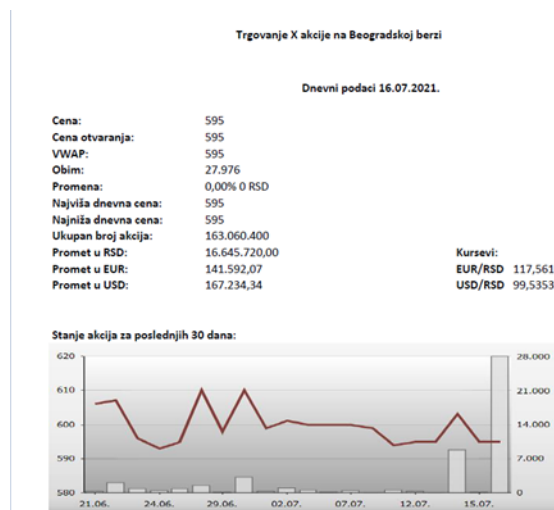 Trgovanje X akcije na Beogradskoj berzi
Dnevni podaci 16.07.2021.
Cena: 595
Cena otvaranja: 595
VWAP: 595
Obim: 27.976
Promena: 0,00% 0 RSD
Najviša dnevna cena: 595
Najniža dnevna cena: 595
Ukupan broj akcija: 163.060.400
Promet u RSD: 16.645.720,00 Kursevi:
Promet u EUR: 141.592,07 EUR/RSD 117,561
Promet u USD: 167.234,34 USD/RSD 99,5353
Stanje akcija za poslednjih 30 dana:
620 28.000
610 21.000
600 14.000
590 7.000
580 0
21.06. 24.06. 29.06. 02.07. 07.07. 12.07. 15.07.